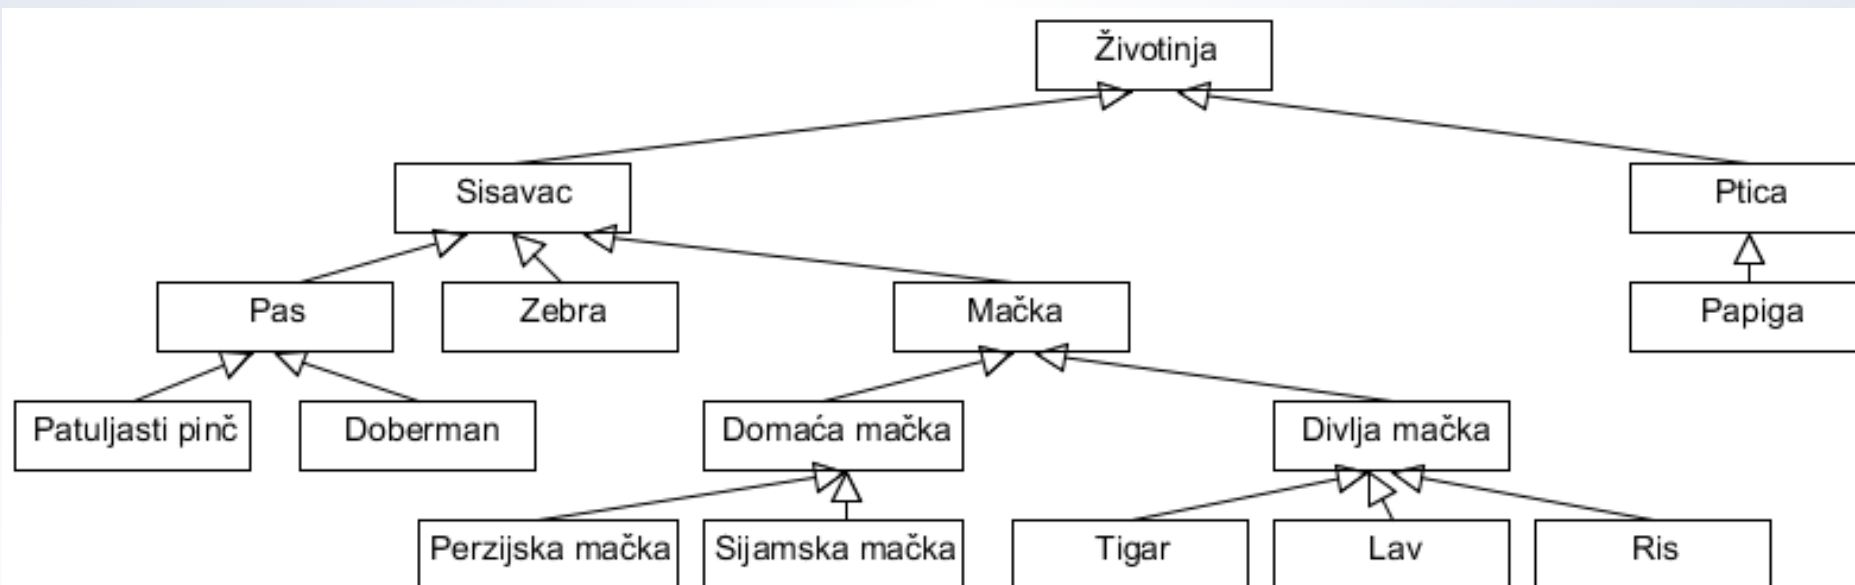 Životinja
Sisavac
Ptica
Pas
Zebra
Mačka
Papiga
Patuljasti pinč
Doberman
Domaća mačka
Divlja mačka
Perzijska mačka
Sijamska mačka
Tigar
Lav
Ris